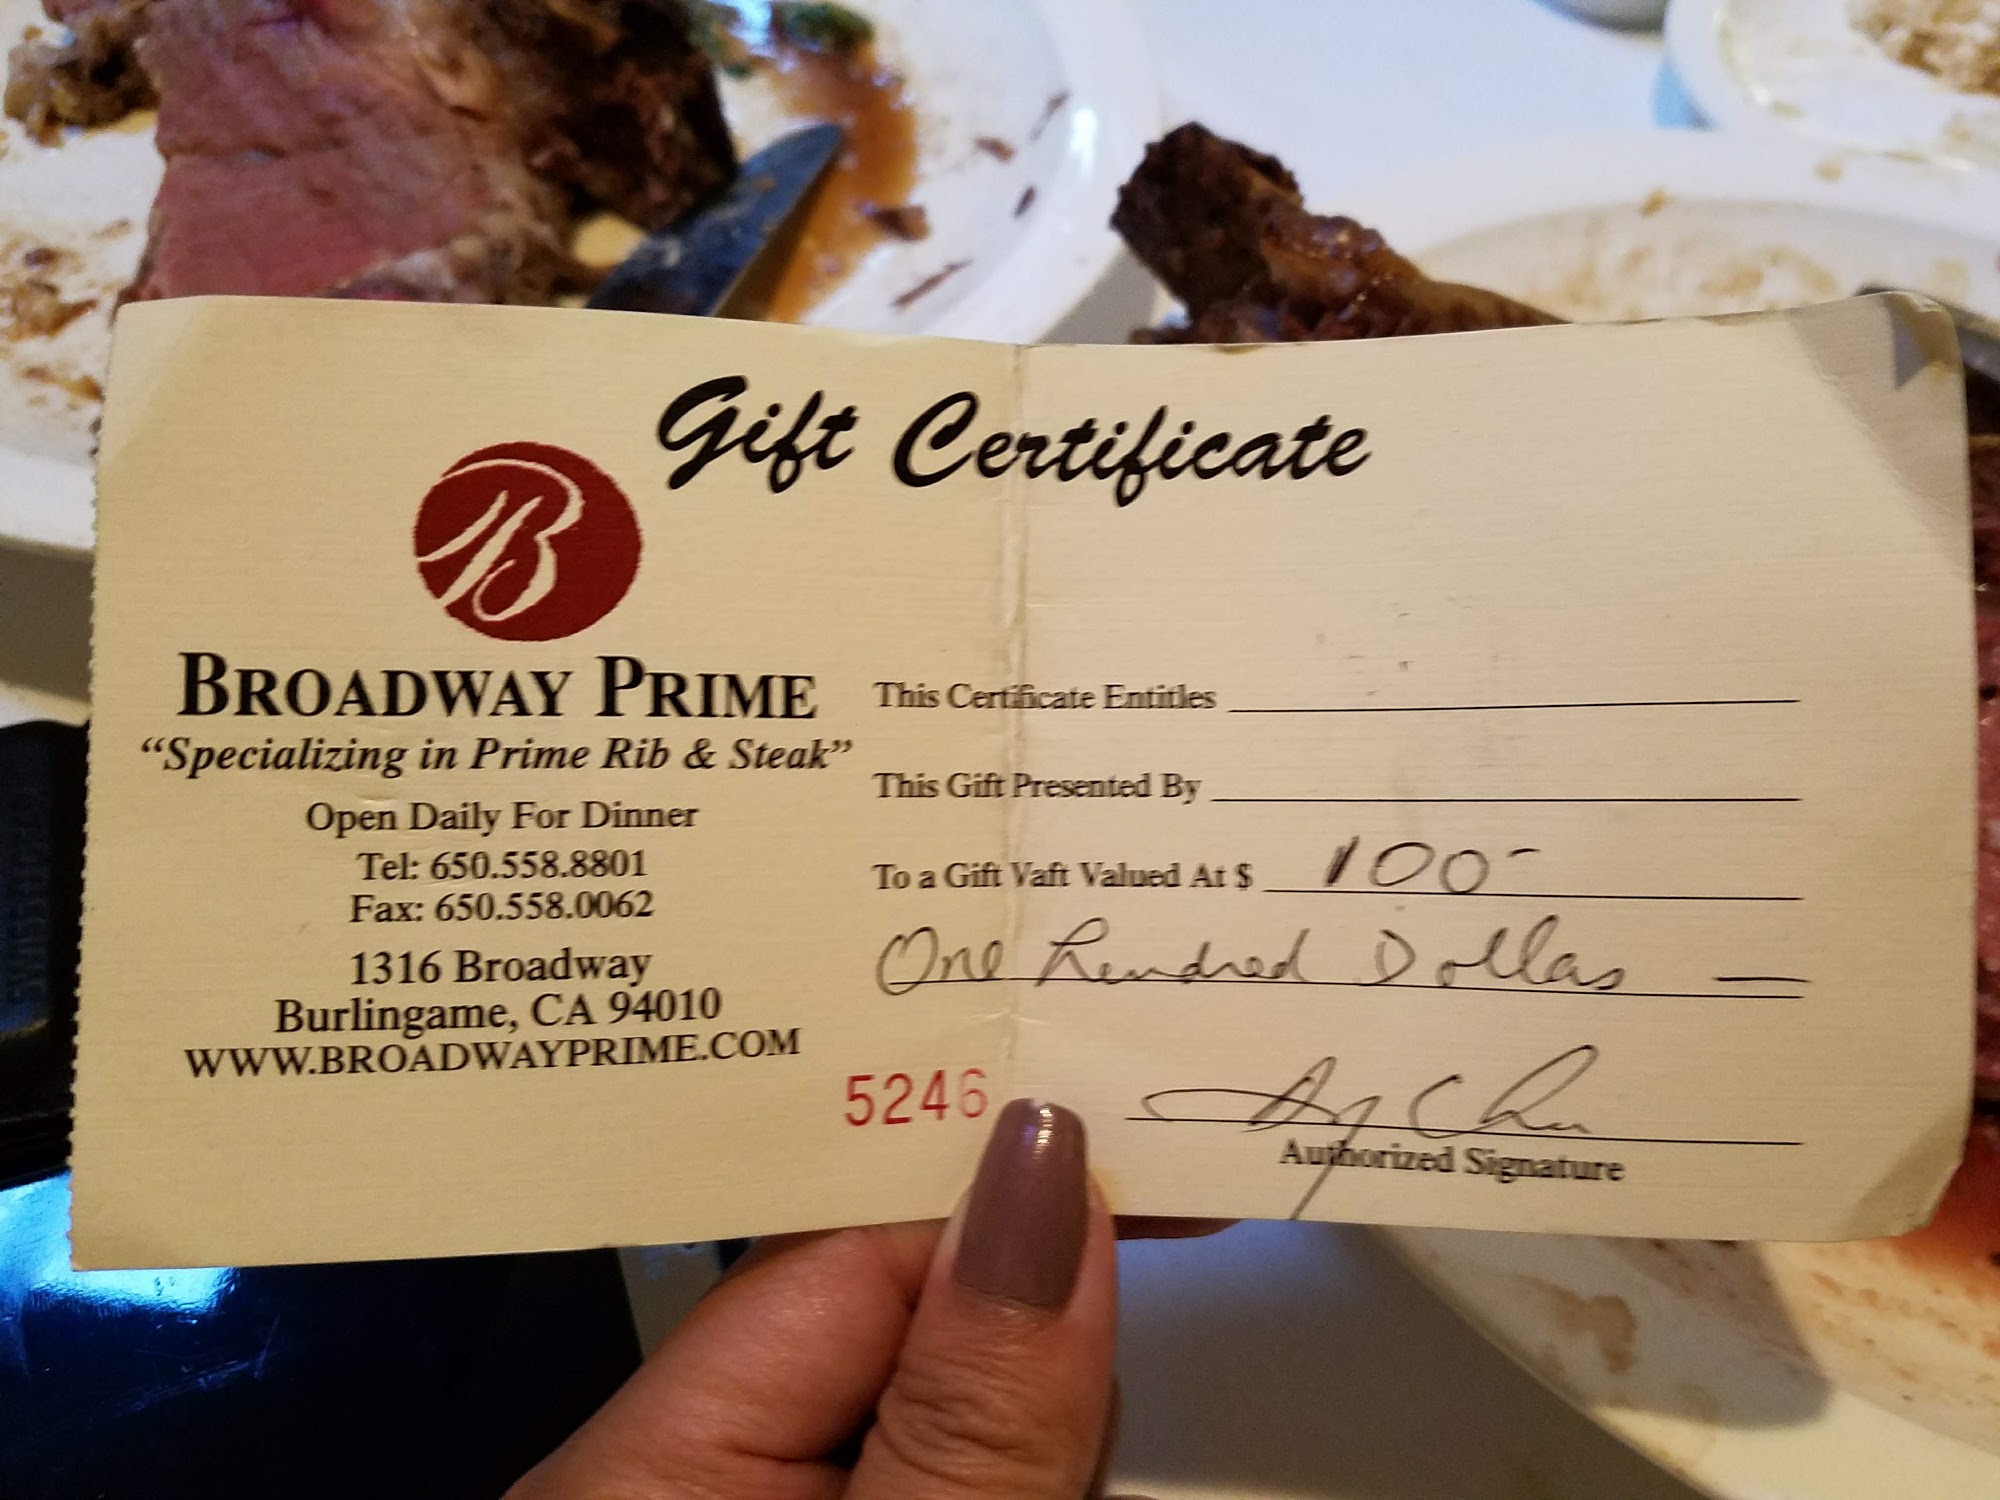 Gift Certificate
B
BROADWAY PRIME
"Specializing in Prime Rib & Steak"
Open Daily For Dinner
Tel: 650.558.8801
Fax: 650.558.0062
1316 Broadway
Burlingame, CA 94010
WWW.BROADWAYPRIME.COM
5246
This Certificate Entitles
This Gift Presented By
To a Gift Vaft Valued At $ 100-
One Hundred Dollas —
Authorized Signature